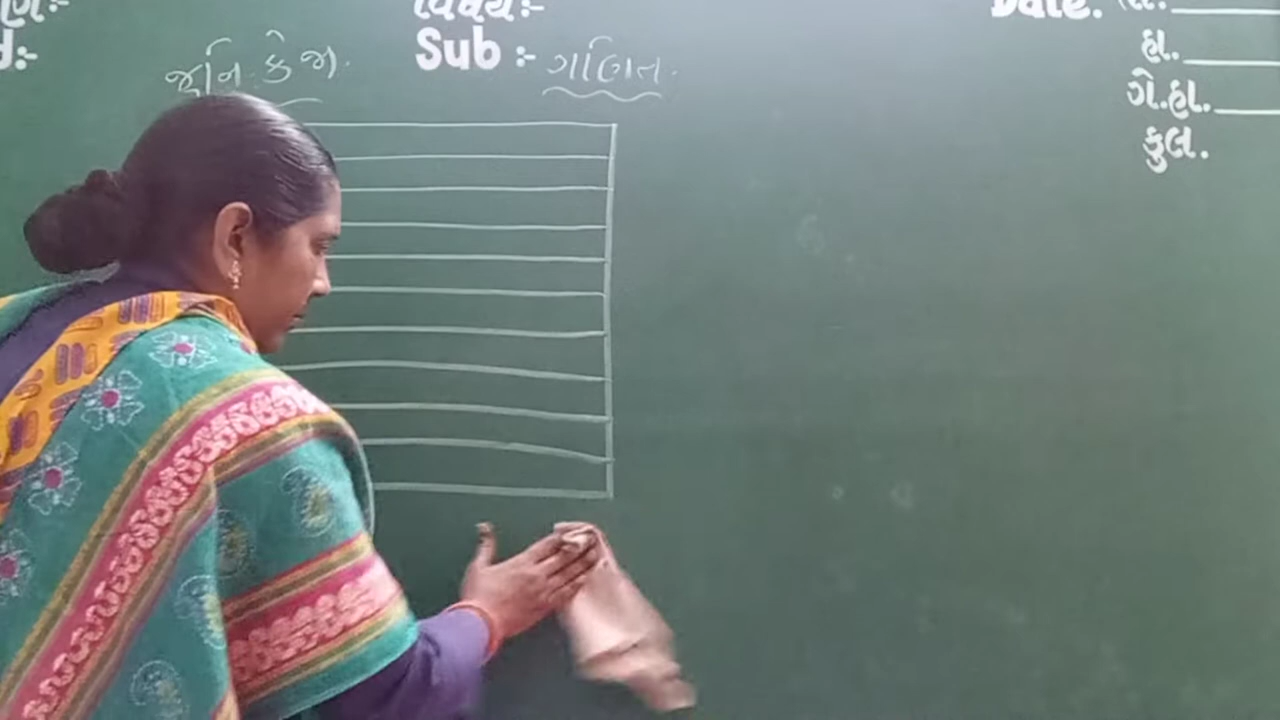 વિષય:-
Date. તા.
Sub :- ગણિત.
જુનિ. કે જી.
હા.
ગે.હા.
કુલ.